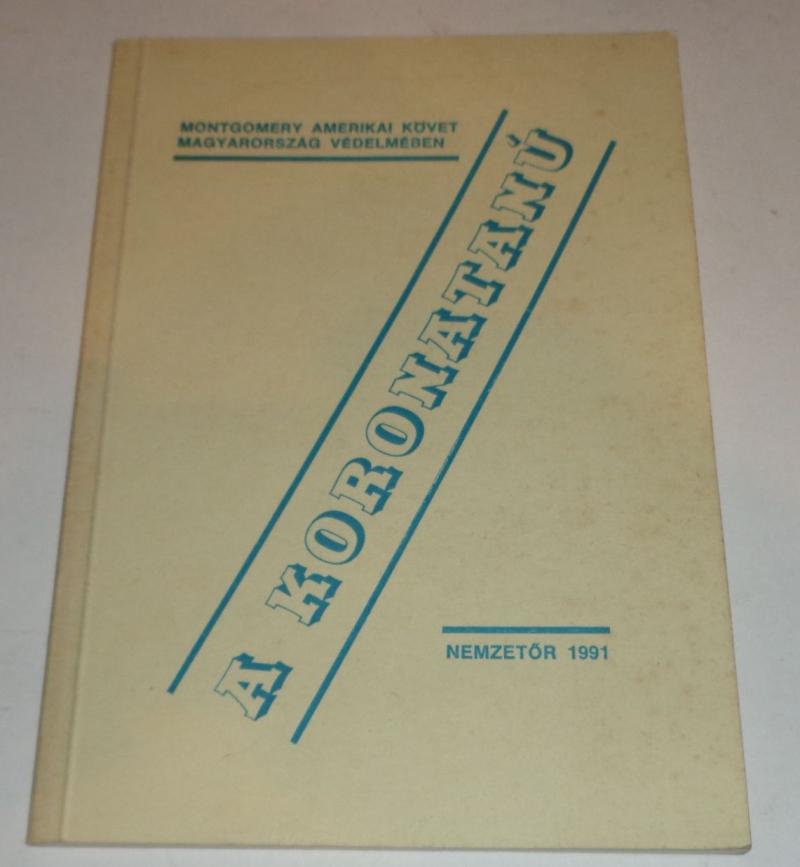 MONTGOMERY AMERIKAI KÖVET
MAGYARORSZÁG VÉDELMÉBEN
A KORONATANÚ
NEMZETŐR 1991